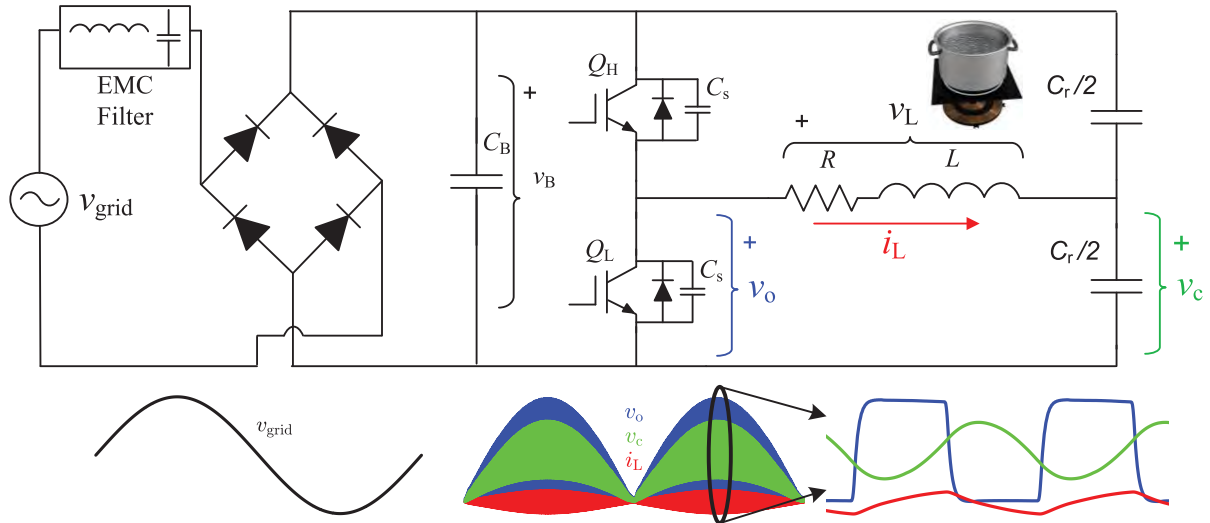 EMC
Filter
v_grid
C_B
+
v_B
Q_H
C_s
Q_L
C_s
+
v_o
+
v_L
R
L
i_L
C_r/2
C_r/2
+
v_c
v_grid
v_o
v_c
i_L